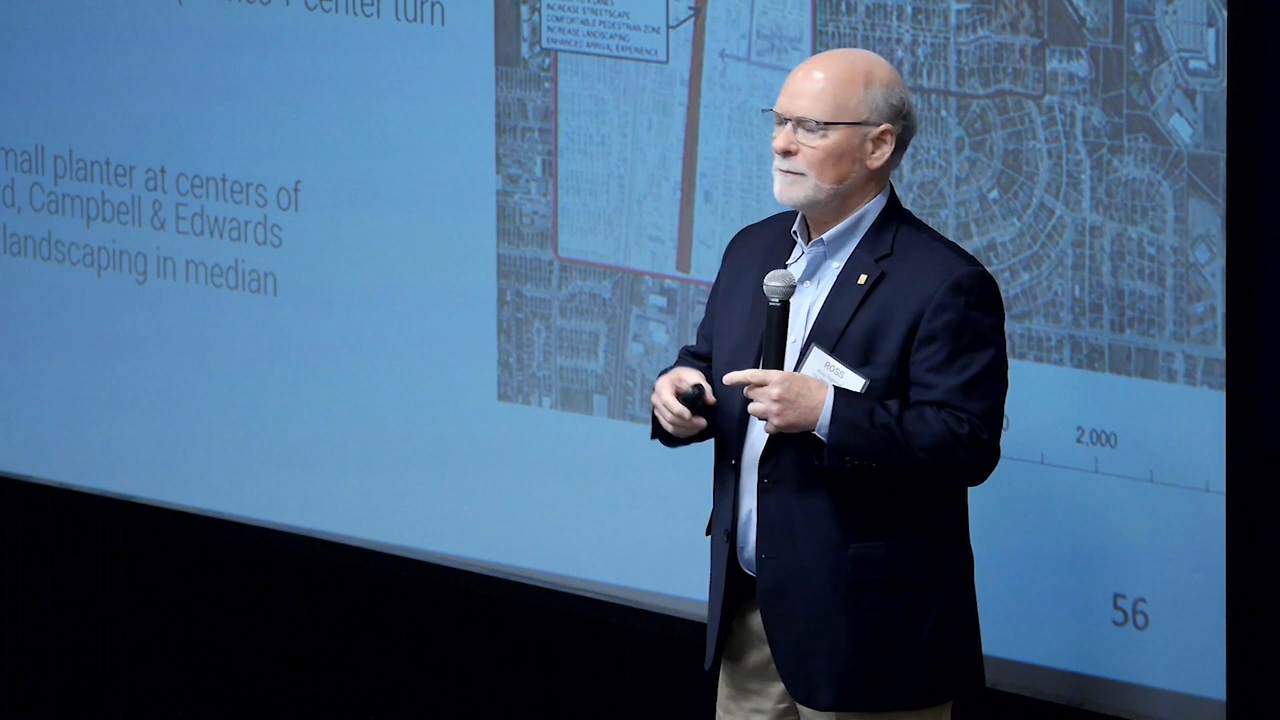 center turn
INCREASE STREETSCAPE
COMFORTABLE PEDESTRIAN ZONE
INCREASE LANDSCAPING
ENHANCED ARRIVAL EXPERIENCE
mall planter at centers of
d, Campbell & Edwards
landscaping in median
ROSS
2,000
56